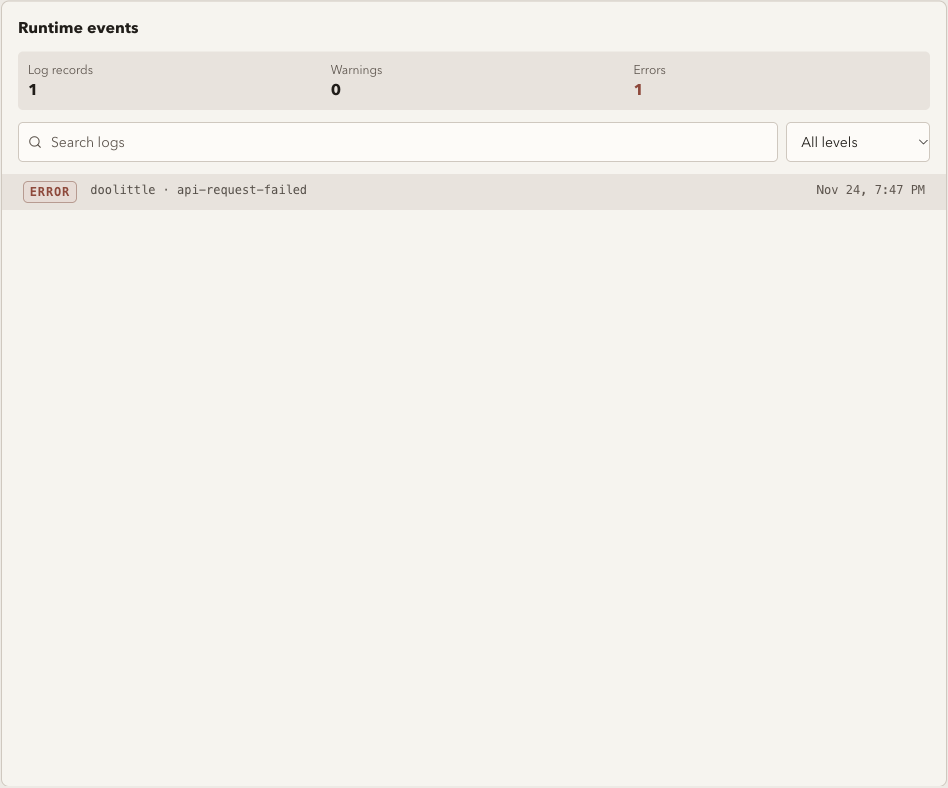 Runtime events
Log records
1
Warnings
0
Errors
1
Search logs
All levels
ERROR doolittle · api-request-failed Nov 24, 7:47 PM